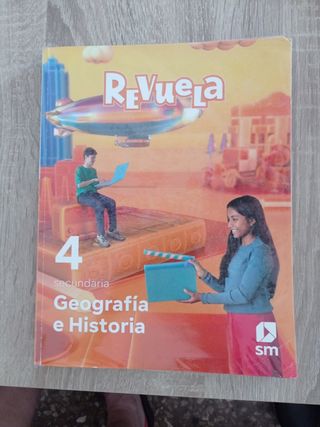 REVUELA
4
secundaria
Geografía
e Historia
sm